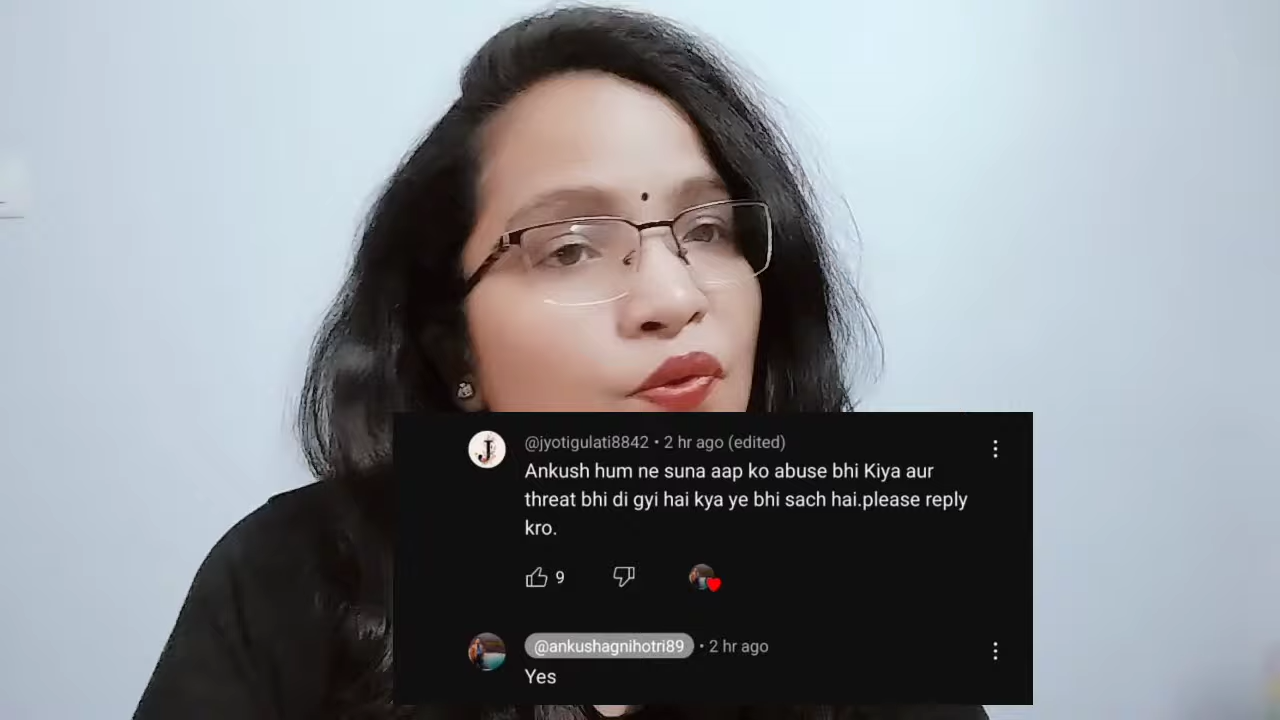 @jyotigulati8842 • 2 hr ago (edited)
Ankush hum ne suna aap ko abuse bhi Kiya aur
threat bhi di gyi hai kya ye bhi sach hai.please reply
kro.
9
@ankushagnihotri89 • 2 hr ago
Yes